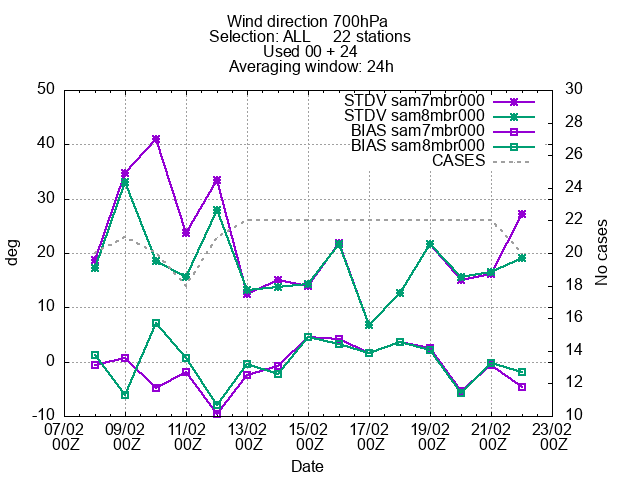 Wind direction 700hPa
Selection: ALL 22 stations
Used 00 + 24
Averaging window: 24h
50
40
30
20
10
0
-10
deg
30
28
26
24
22
20
18
16
14
12
10
No cases
STDV sam7mbr000
STDV sam8mbr000
BIAS sam7mbr000
BIAS sam8mbr000
CASES
07/02 09/02 11/02 13/02 15/02 17/02 19/02 21/02 23/02
00Z 00Z 00Z 00Z 00Z 00Z 00Z 00Z 00Z
Date